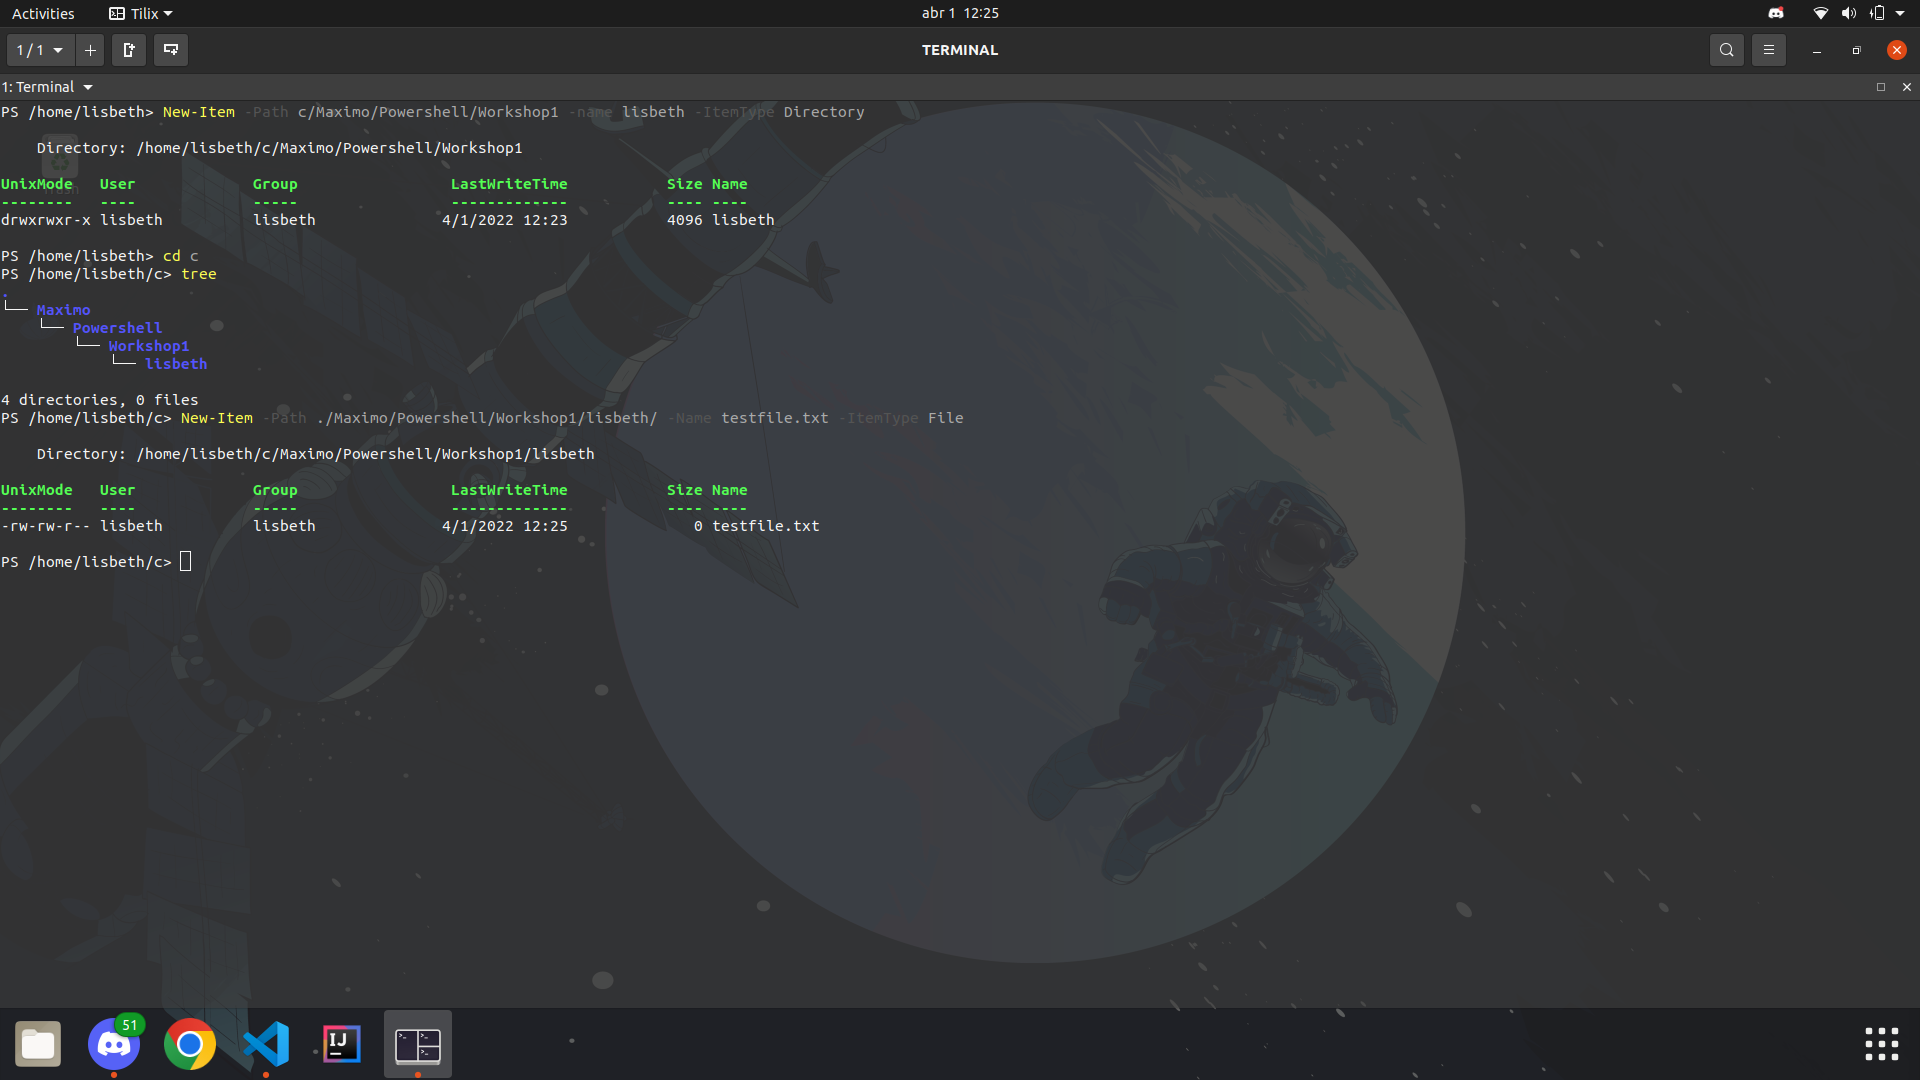 Activities Tilix abr 1 12:25
1 / 1 TERMINAL
1: Terminal
PS /home/lisbeth> New-Item -Path c/Maximo/Powershell/Workshop1 -name lisbeth -ItemType Directory
Directory: /home/lisbeth/c/Maximo/Powershell/Workshop1
UnixMode User Group LastWriteTime Size Name
-------- ---- ----- ------------- ---- ----
drwxrwxr-x lisbeth lisbeth 4/1/2022 12:23 4096 lisbeth
PS /home/lisbeth> cd c
PS /home/lisbeth/c> tree
.
└── Maximo
└── Powershell
└── Workshop1
└── lisbeth
4 directories, 0 files
PS /home/lisbeth/c> New-Item -Path ./Maximo/Powershell/Workshop1/lisbeth/ -Name testfile.txt -ItemType File
Directory: /home/lisbeth/c/Maximo/Powershell/Workshop1/lisbeth
UnixMode User Group LastWriteTime Size Name
-------- ---- ----- ------------- ---- ----
-rw-rw-r-- lisbeth lisbeth 4/1/2022 12:25 0 testfile.txt
PS /home/lisbeth/c>
51
IJ